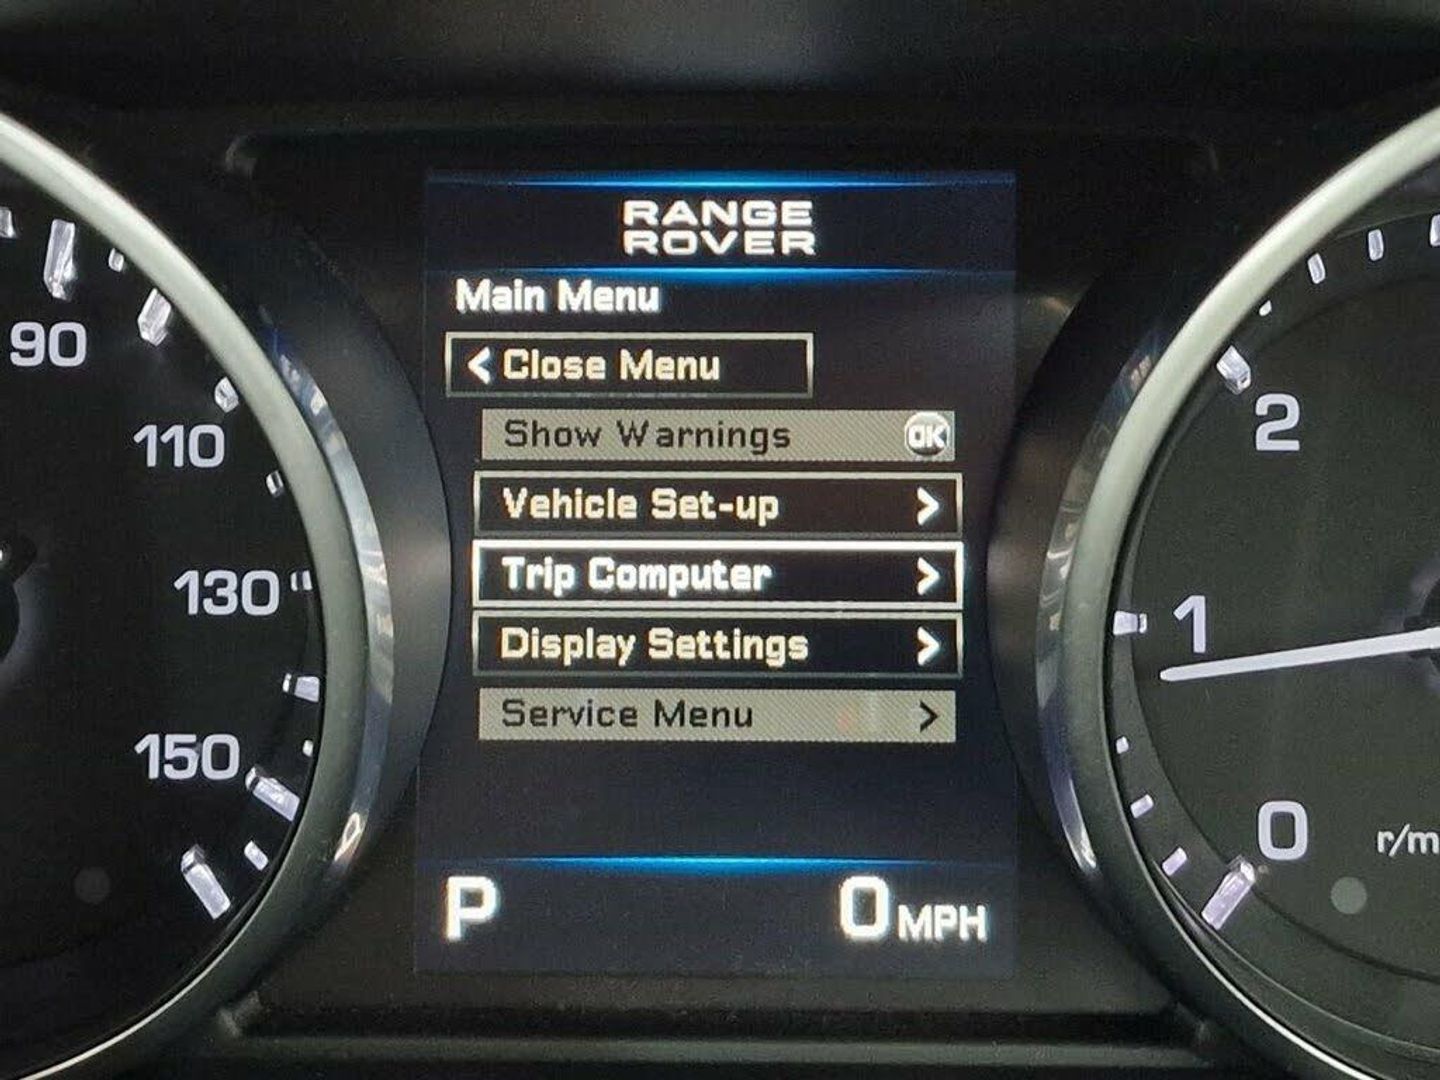 RANGE
ROVER
Main Menu
< Close Menu
Show Warnings OK
Vehicle Set-up >
Trip Computer >
Display Settings >
Service Menu >
P 0 MPH
90
110
130
150
2
1
0
r/m